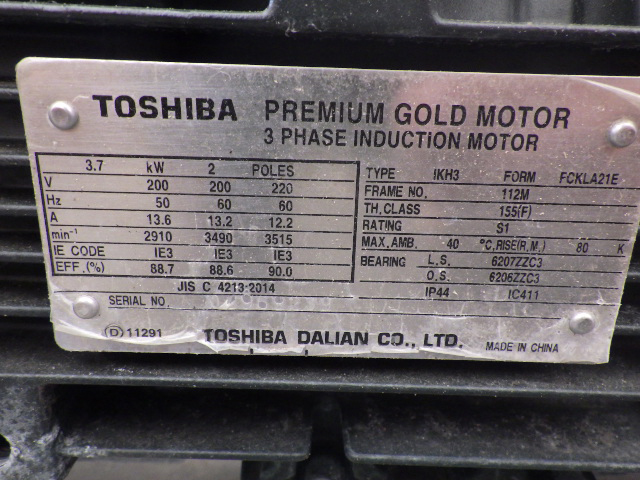 TOSHIBA PREMIUM GOLD MOTOR
3 PHASE INDUCTION MOTOR
3.7 kW 2 POLES
V 200 200 220
Hz 50 60 60
A 13.6 13.2 12.2
min⁻¹ 2910 3490 3515
IE CODE IE3 IE3 IE3
EFF.(%) 88.7 88.6 90.0
JIS C 4213:2014
SERIAL NO.
TYPE IKH3 FORM FCKLA21E
FRAME NO. 112M
TH.CLASS 155(F)
RATING S1
MAX.AMB. 40 °C,RISE(R.M.) 80 K
BEARING L.S. 6207ZZC3
O.S. 6206ZZC3
IP44 IC411
(D)11291 TOSHIBA DALIAN CO., LTD. MADE IN CHINA